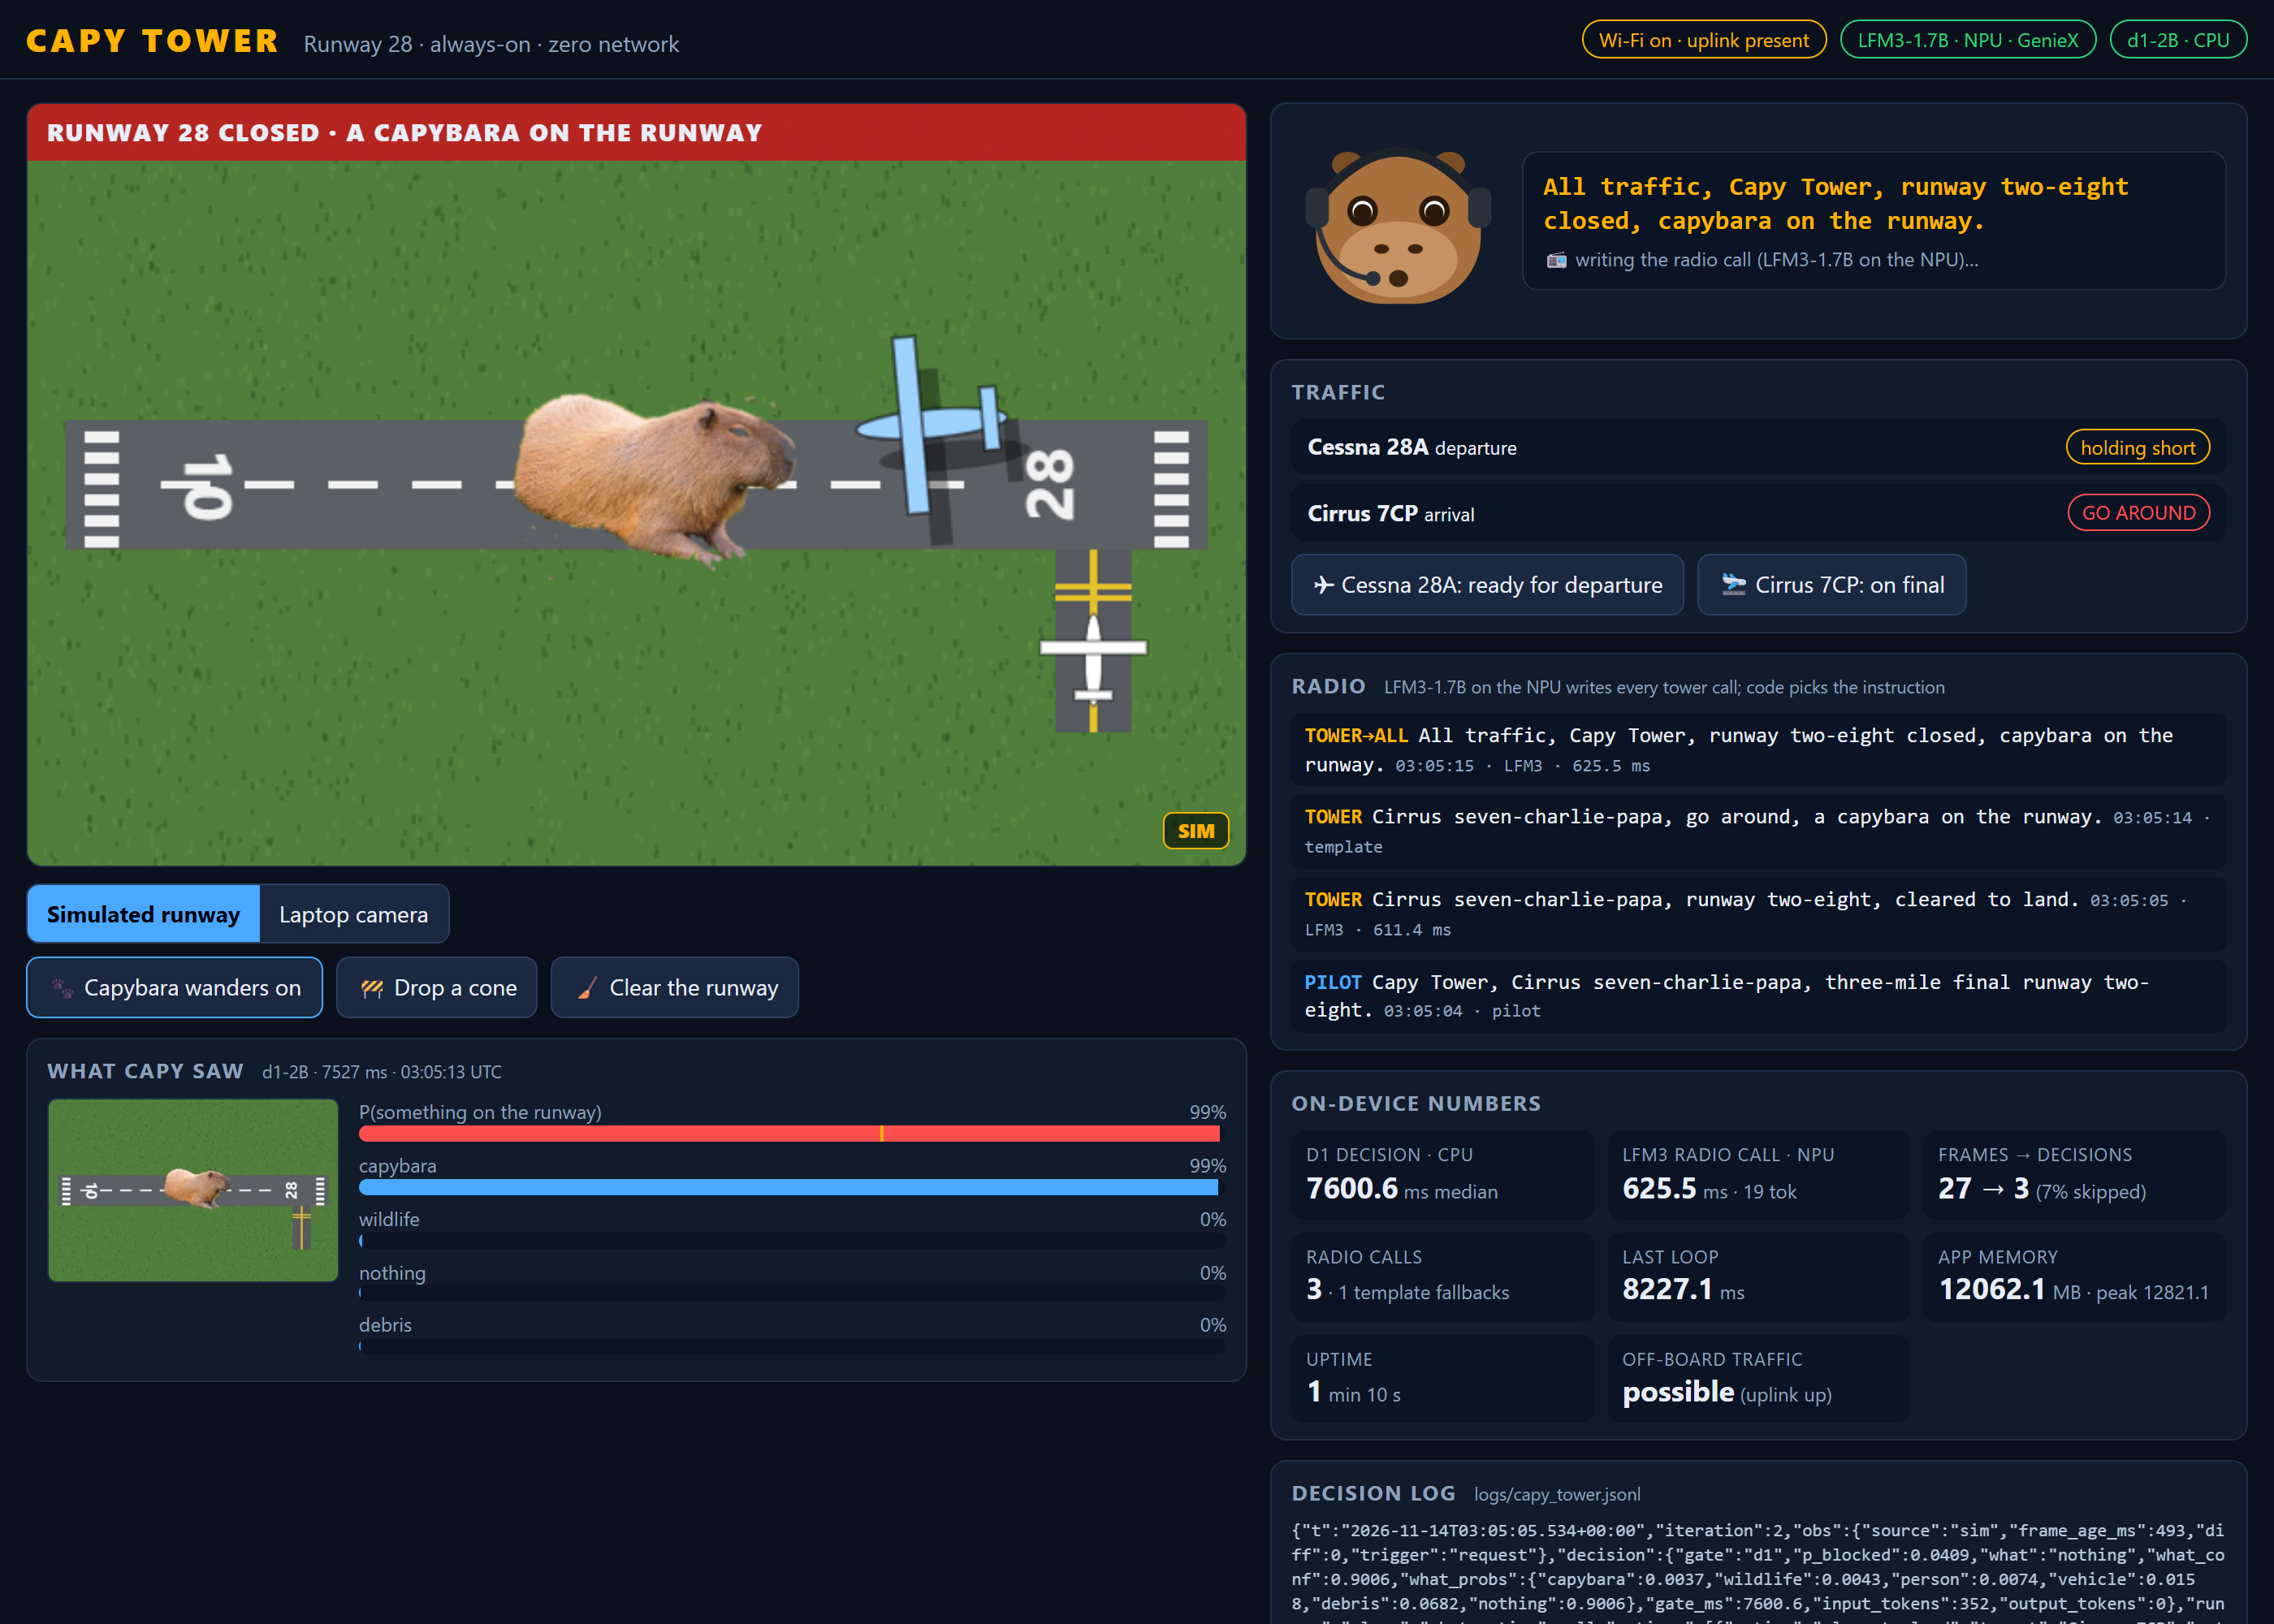 CAPY TOWER
Runway 28 · always-on · zero network
Wi-Fi on · uplink present
LFM3-1.7B · NPU · GenieX
d1-2B · CPU
RUNWAY 28 CLOSED · A CAPYBARA ON THE RUNWAY
10
28
SIM
Simulated runway
Laptop camera
Capybara wanders on
Drop a cone
Clear the runway
WHAT CAPY SAW d1-2B · 7527 ms · 03:05:13 UTC
10
28
P(something on the runway) 99%
capybara 99%
wildlife 0%
nothing 0%
debris 0%
All traffic, Capy Tower, runway two-eight
closed, capybara on the runway.
writing the radio call (LFM3-1.7B on the NPU)...
TRAFFIC
Cessna 28A departure holding short
Cirrus 7CP arrival GO AROUND
Cessna 28A: ready for departure
Cirrus 7CP: on final
RADIO LFM3-1.7B on the NPU writes every tower call; code picks the instruction
TOWER→ALL All traffic, Capy Tower, runway two-eight closed, capybara on the
runway. 03:05:15 · LFM3 · 625.5 ms
TOWER Cirrus seven-charlie-papa, go around, a capybara on the runway. 03:05:14 ·
template
TOWER Cirrus seven-charlie-papa, runway two-eight, cleared to land. 03:05:05 ·
LFM3 · 611.4 ms
PILOT Capy Tower, Cirrus seven-charlie-papa, three-mile final runway two-
eight. 03:05:04 · pilot
ON-DEVICE NUMBERS
D1 DECISION · CPU
7600.6 ms median
LFM3 RADIO CALL · NPU
625.5 ms · 19 tok
FRAMES → DECISIONS
27 → 3 (7% skipped)
RADIO CALLS
3 · 1 template fallbacks
LAST LOOP
8227.1 ms
APP MEMORY
12062.1 MB · peak 12821.1
UPTIME
1 min 10 s
OFF-BOARD TRAFFIC
possible (uplink up)
DECISION LOG logs/capy_tower.jsonl
{"t":"2026-11-14T03:05:05.534+00:00","iteration":2,"obs":{"source":"sim","frame_age_ms":493,"di
ff":0,"trigger":"request"},"decision":{"gate":"d1","p_blocked":0.0409,"what":"nothing","what_co
nf":0.9006,"what_probs":{"capybara":0.0037,"wildlife":0.0043,"person":0.0074,"vehicle":0.015
8,"debris":0.0682,"nothing":0.9006},"gate_ms":7600.6,"input_tokens":352,"output_tokens":0},"run